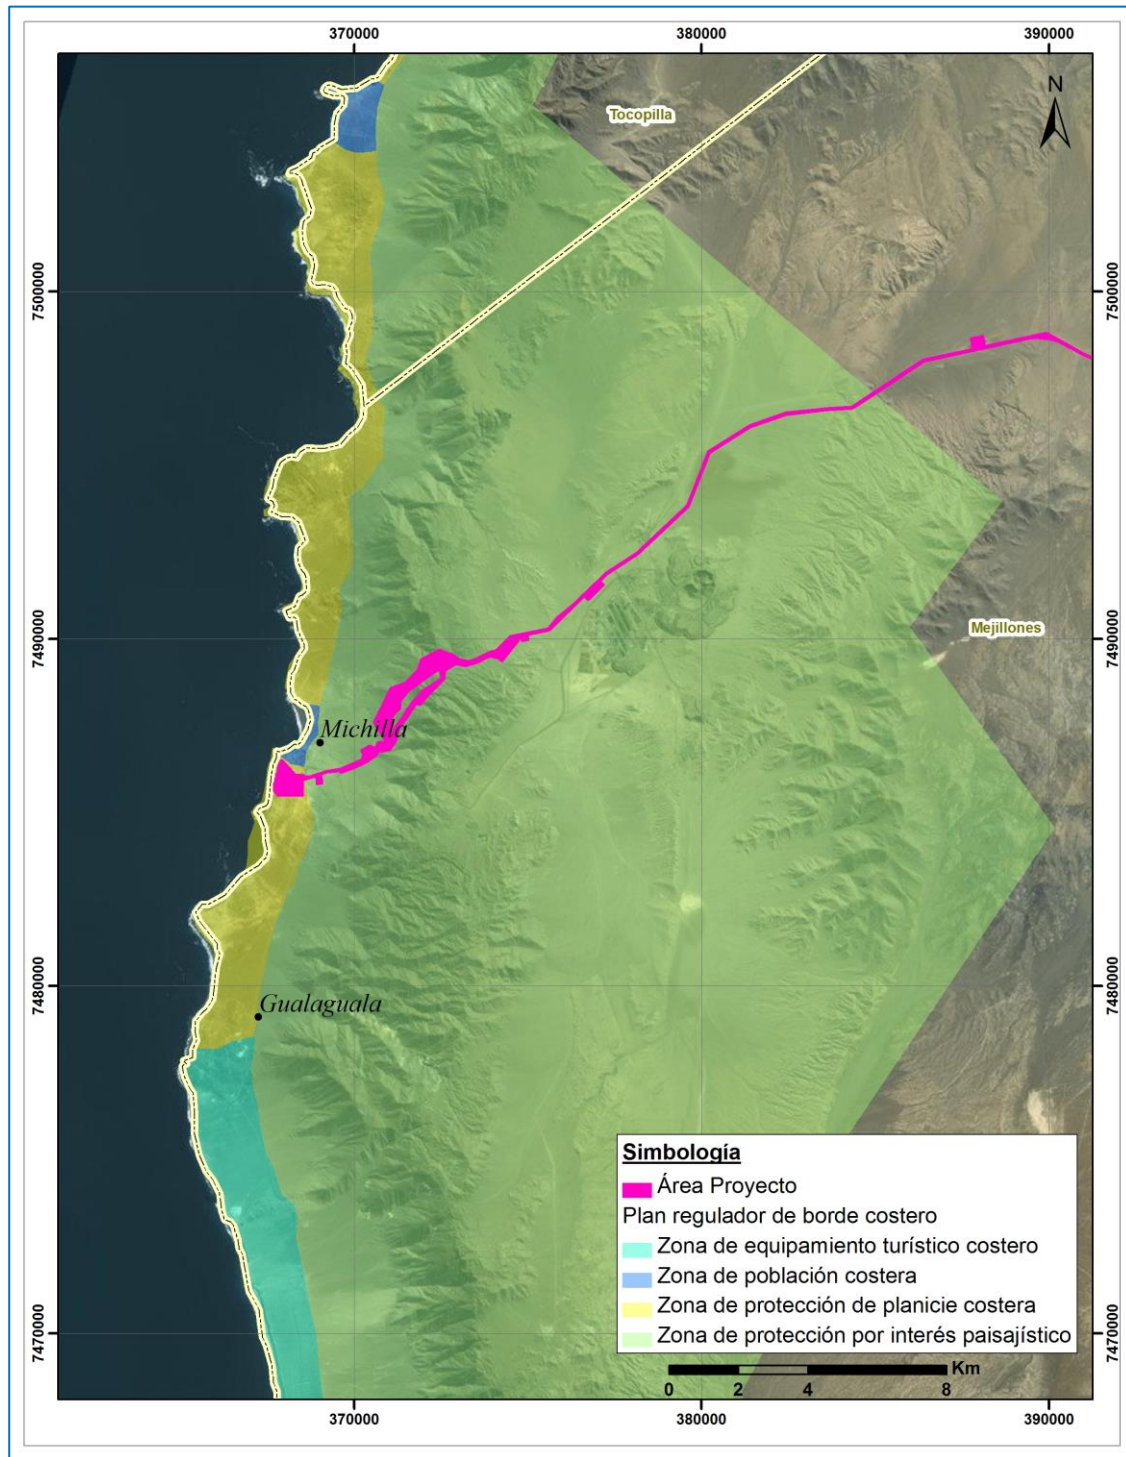 370000
380000
390000
N
Tocopilla
7500000
7500000
Mejillones
7490000
7490000
Michilla
7480000
7480000
Gualaguala
Simbología
Área Proyecto
Plan regulador de borde costero
Zona de equipamiento turístico costero
Zona de población costera
Zona de protección de planicie costera
Zona de protección por interés paisajístico
7470000
7470000
Km
0 2 4 8
370000
380000
390000